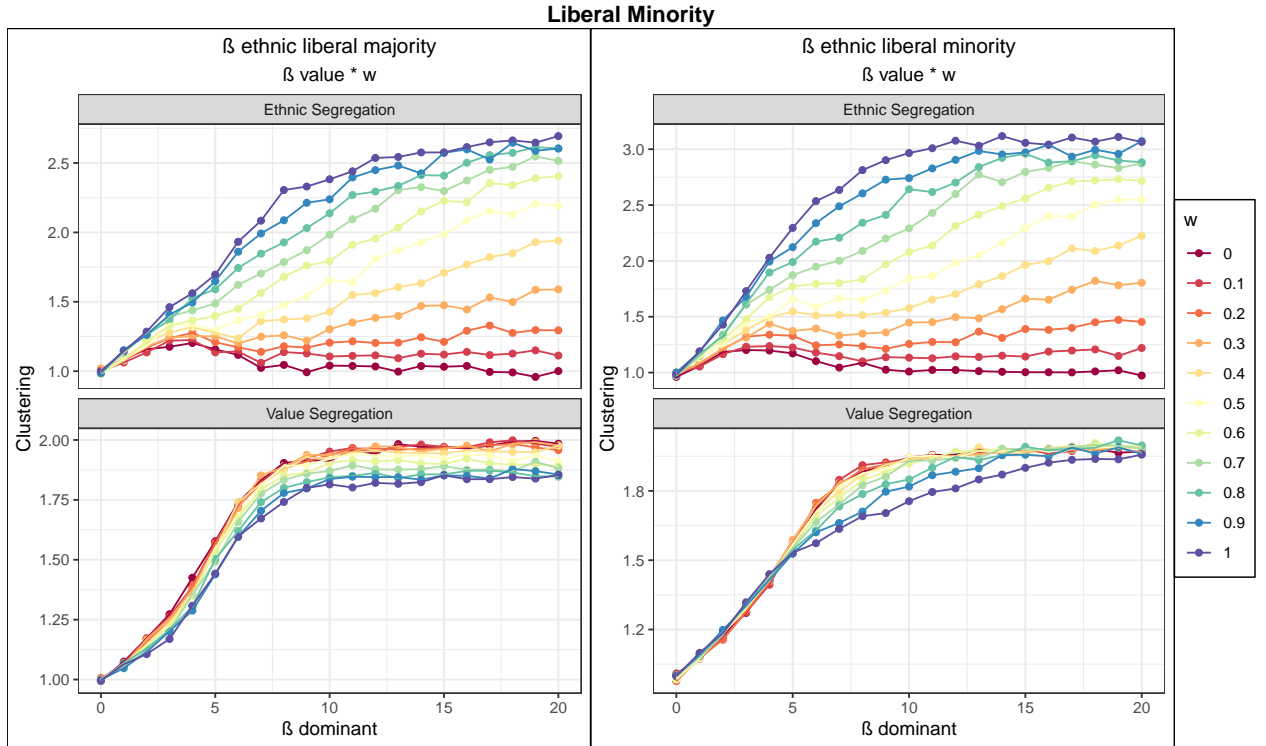 Liberal Minority
ß ethnic liberal majority
ß value * w
Ethnic Segregation
2.5
2.0
1.5
1.0
Value Segregation
2.00
1.75
1.50
1.25
1.00
0 5 10 15 20
ß dominant
Clustering
ß ethnic liberal minority
ß value * w
Ethnic Segregation
3.0
2.5
2.0
1.5
1.0
Value Segregation
1.8
1.5
1.2
0 5 10 15 20
ß dominant
Clustering
w
0
0.1
0.2
0.3
0.4
0.5
0.6
0.7
0.8
0.9
1